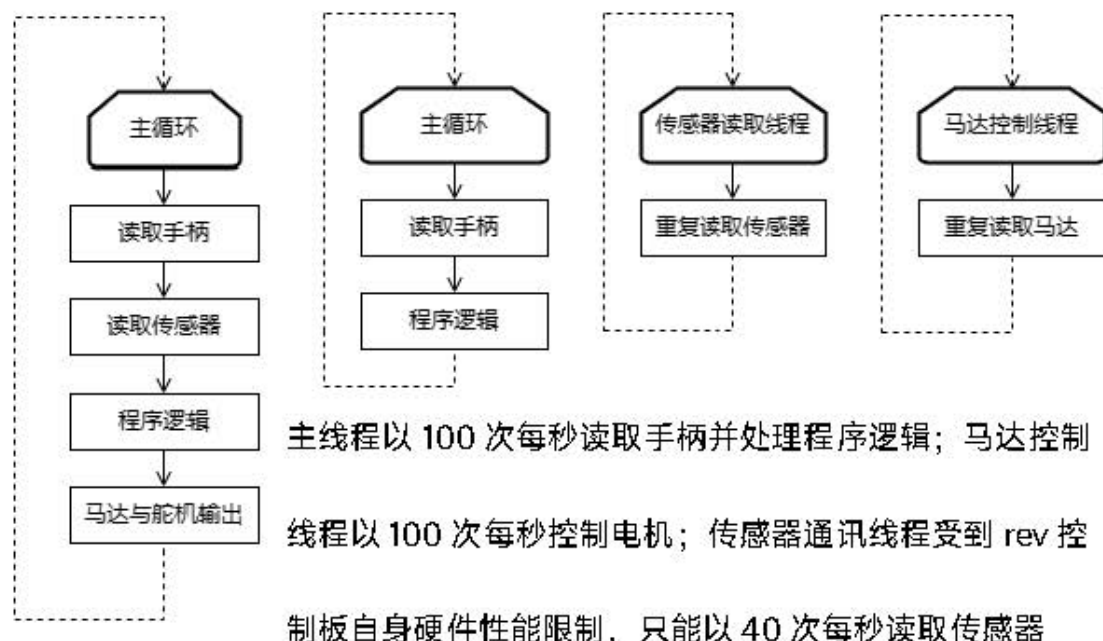 主循环
读取手柄
读取传感器
程序逻辑
马达与舵机输出
主循环
读取手柄
程序逻辑
传感器读取线程
重复读取传感器
马达控制线程
重复读取马达
主线程以 100 次每秒读取手柄并处理程序逻辑；马达控制
线程以 100 次每秒控制电机；传感器通讯线程受到 rev 控
制板自身硬件性能限制，只能以 40 次每秒读取传感器